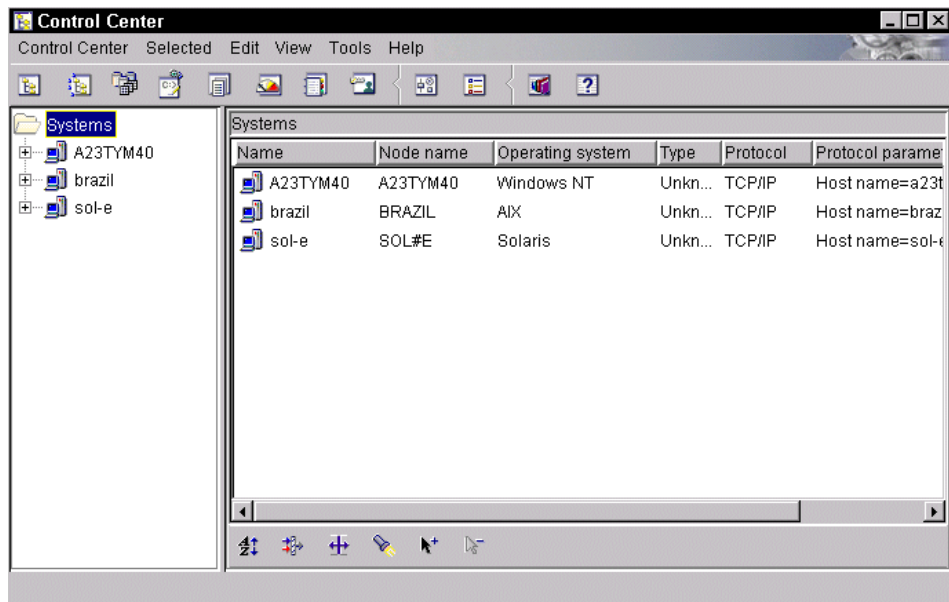 Control Center
Control Center Selected Edit View Tools Help
Systems
A23TYM40
brazil
sol-e
Systems
Name Node name Operating system Type Protocol Protocol parame
A23TYM40 A23TYM40 Windows NT Unkn... TCP/IP Host name=a23t
brazil BRAZIL AIX Unkn... TCP/IP Host name=braz
sol-e SOL#E Solaris Unkn... TCP/IP Host name=sol-e